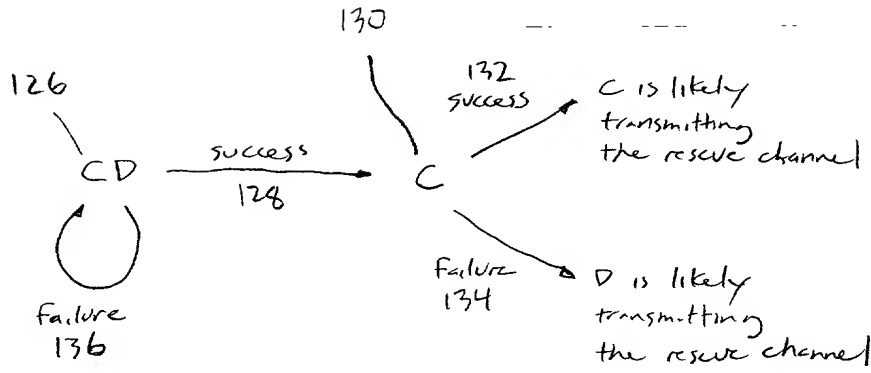 130
126
132
success
C is likely
transmitting
the rescue channel
CD
success
128
C
Failure
136
Failure
134
D is likely
transmitting
the rescue channel